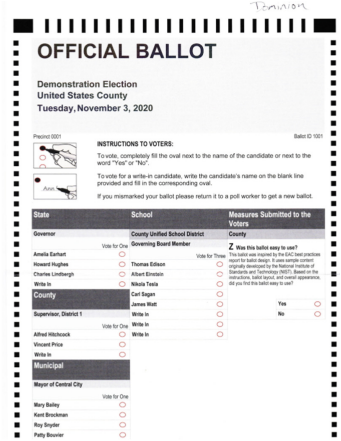 Dominion
OFFICIAL BALLOT
Demonstration Election
United States County
Tuesday, November 3, 2020
Precinct 0001
Ballot ID 1001
INSTRUCTIONS TO VOTERS:
To vote, completely fill the oval next to the name of the candidate or next to the
word "Yes" or "No".
To vote for a write-in candidate, write the candidate's name on the blank line
provided and fill in the corresponding oval.
Ann
If you mismarked your ballot please return it to a poll worker to get a new ballot.
State
Governor
Vote for One
Amelia Earhart
Howard Hughes
Charles Lindbergh
Write In
County
Supervisor, District 1
Vote for One
Alfred Hitchcock
Vincent Price
Write In
Municipal
Mayor of Central City
Vote for One
Mary Bailey
Kent Brockman
Roy Snyder
Patty Bouvier
School
County Unified School District
Governing Board Member
Vote for Three
Thomas Edison
Albert Einstein
Nikola Tesla
Carl Sagan
James Watt
Write In
Write In
Write In
Measures Submitted to the
Voters
County
Z Was this ballot easy to use?
This ballot was inspired by the EAC best practices
report for ballot design. It uses sample content
originally developed by the National Institute of
Standards and Technology (NIST). Based on the
instructions, ballot layout, and overall appearance,
did you find this ballot easy to use?
Yes
No